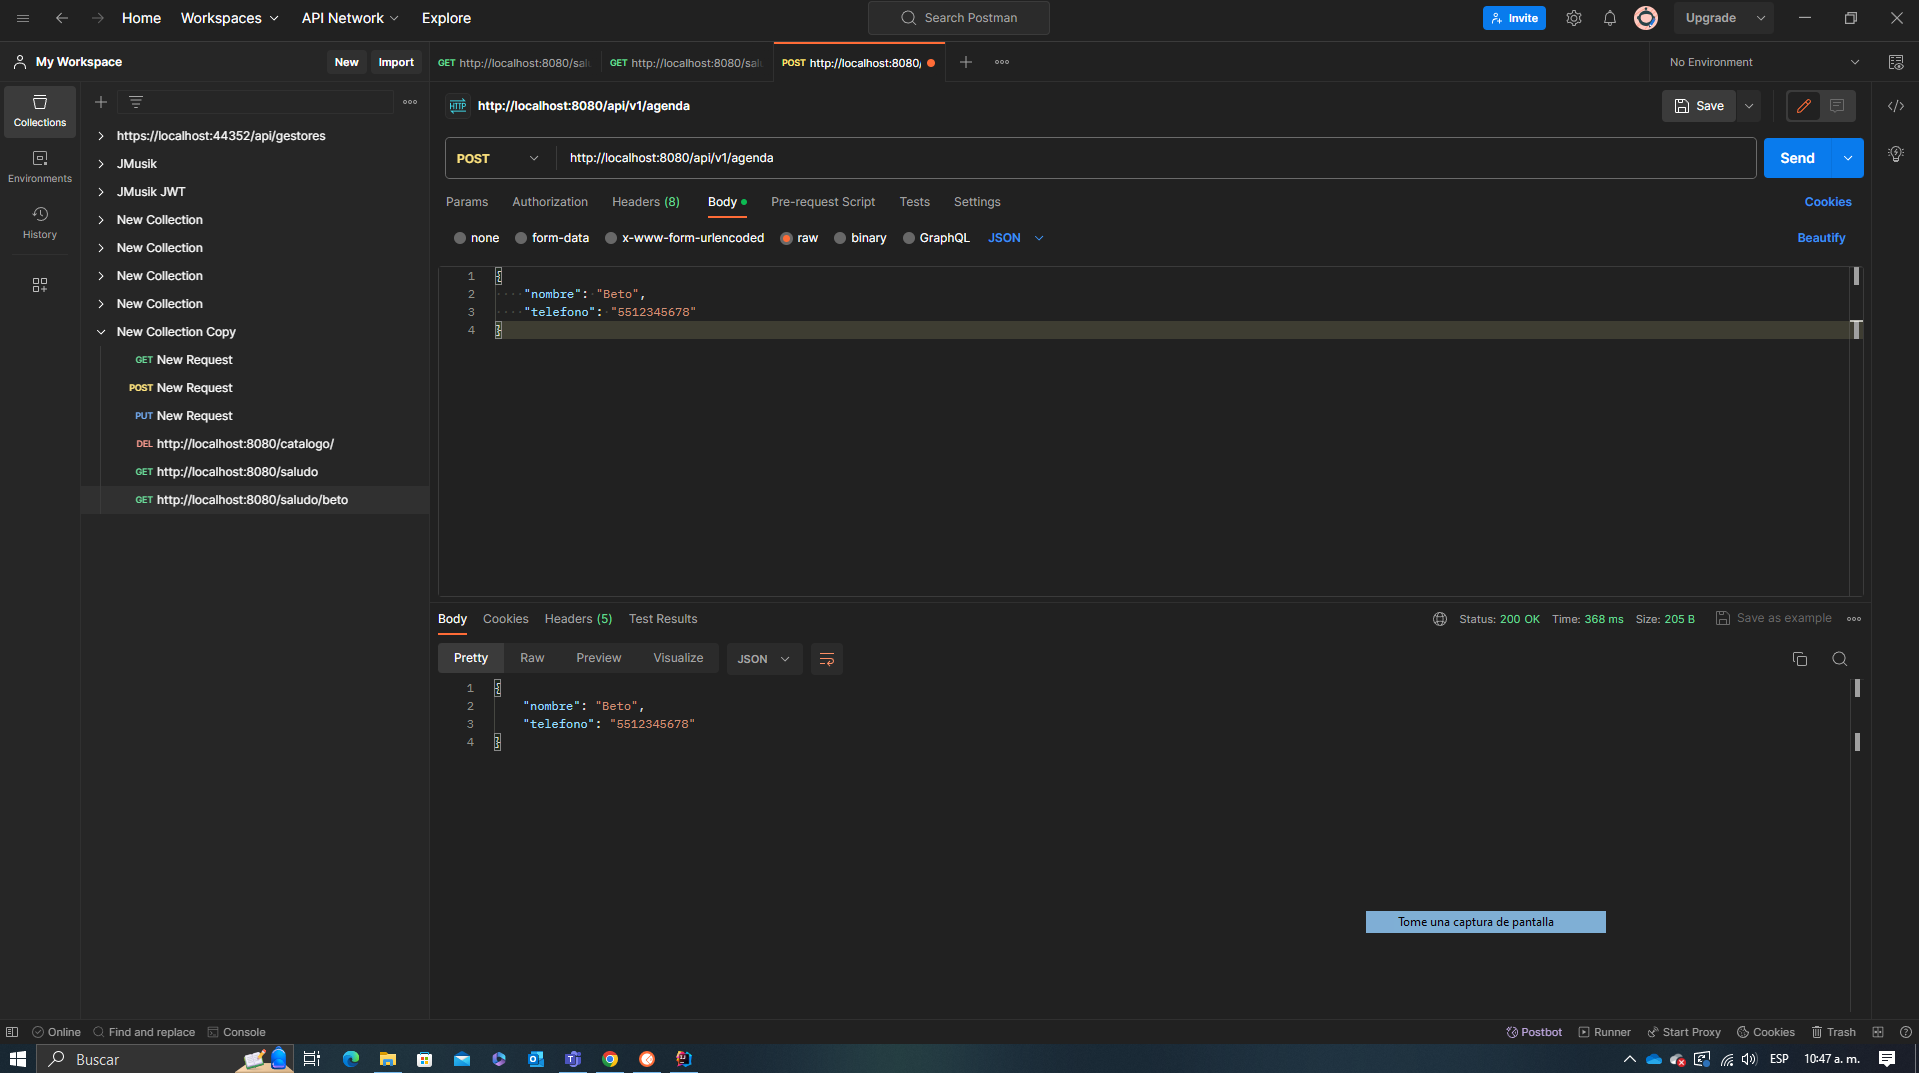 Home Workspaces API Network Explore Search Postman Invite Upgrade
My Workspace New Import GET http://localhost:8080/sal GET http://localhost:8080/sal POST http://localhost:8080/ No Environment
Collections
Environments
History
https://localhost:44352/api/gestores
JMusik
JMusik JWT
New Collection
New Collection
New Collection
New Collection
New Collection Copy
GET New Request
POST New Request
PUT New Request
DEL http://localhost:8080/catalogo/
GET http://localhost:8080/saludo
GET http://localhost:8080/saludo/beto
HTTP http://localhost:8080/api/v1/agenda Save
POST http://localhost:8080/api/v1/agenda Send
Params Authorization Headers (8) Body Pre-request Script Tests Settings Cookies
none form-data x-www-form-urlencoded raw binary GraphQL JSON Beautify
1 {
2 "nombre": "Beto",
3 "telefono": "5512345678"
4 }
Body Cookies Headers (5) Test Results Status: 200 OK Time: 368 ms Size: 205 B Save as example
Pretty Raw Preview Visualize JSON
1 {
2 "nombre": "Beto",
3 "telefono": "5512345678"
4 }
Tome una captura de pantalla
Online Find and replace Console Postbot Runner Start Proxy Cookies Trash
Buscar ESP 10:47 a. m.